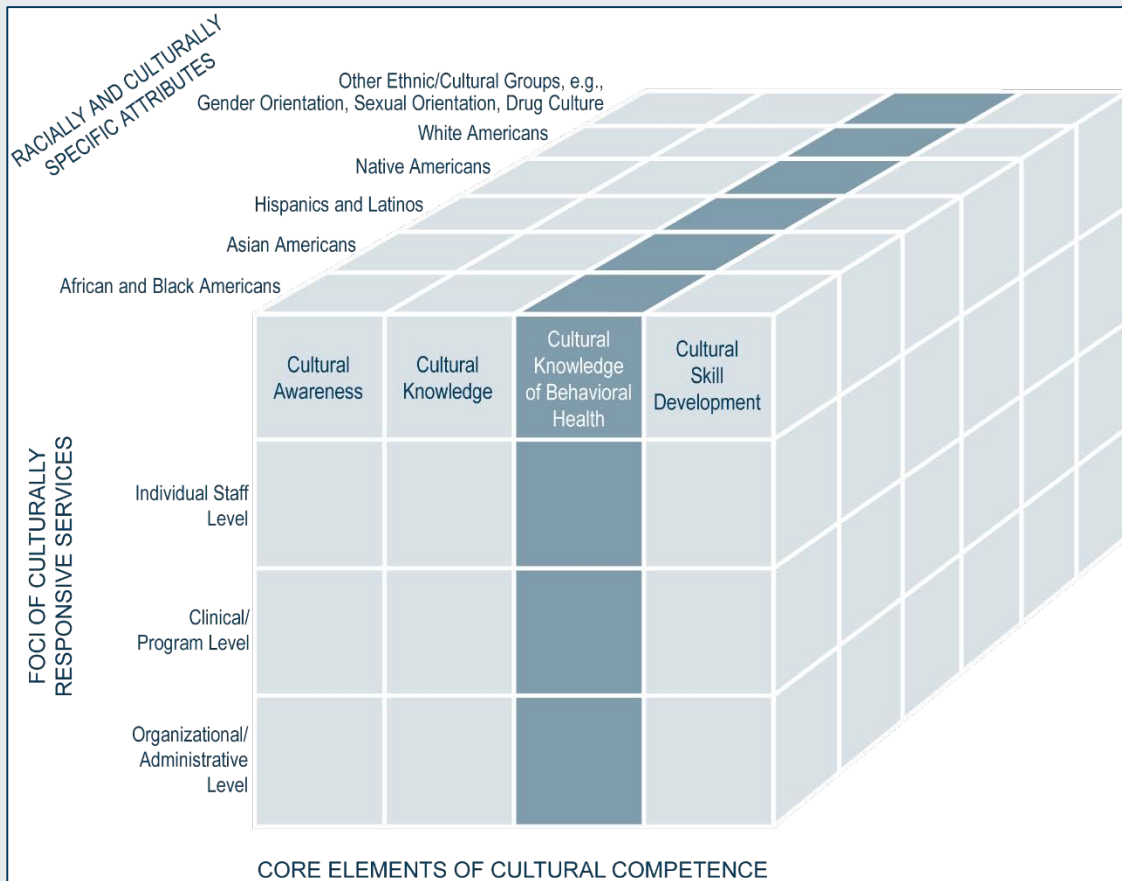 RACIALLY AND CULTURALLY
SPECIFIC ATTRIBUTES
Other Ethnic/Cultural Groups, e.g.,
Gender Orientation, Sexual Orientation, Drug Culture
White Americans
Native Americans
Hispanics and Latinos
Asian Americans
African and Black Americans
Cultural
Awareness
Cultural
Knowledge
Cultural
Knowledge
of Behavioral
Health
Cultural
Skill
Development
FOCI OF CULTURALLY
RESPONSIVE SERVICES
Individual Staff
Level
Clinical/
Program Level
Organizational/
Administrative
Level
CORE ELEMENTS OF CULTURAL COMPETENCE